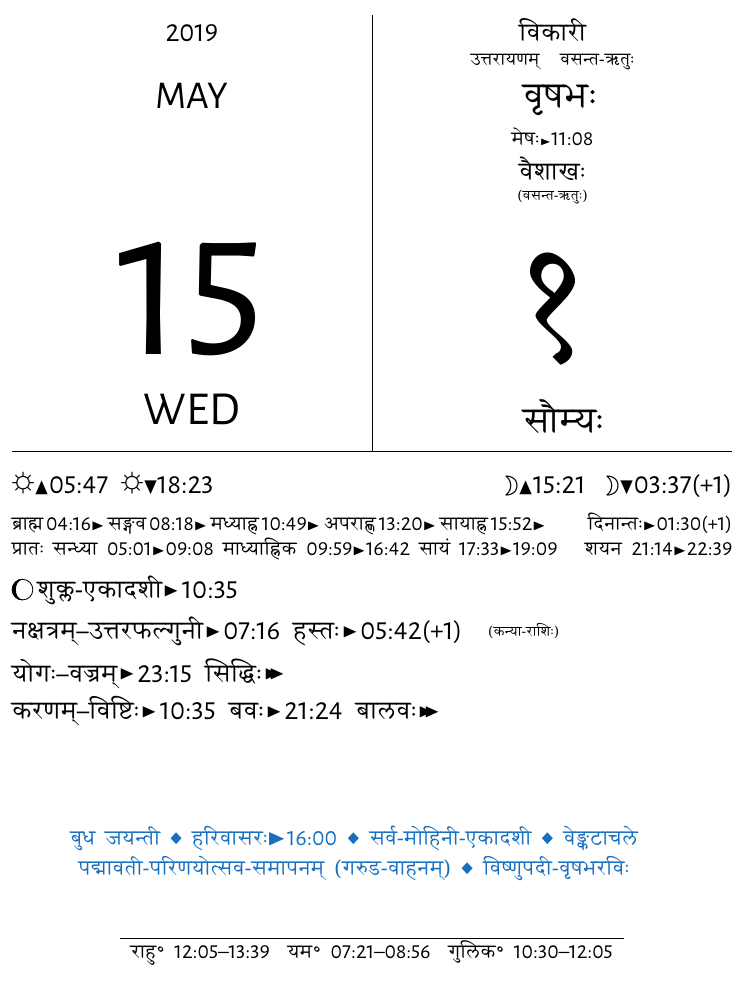 2019
MAY
15
WED
विकारी
उत्तरायणम् वसन्त-ऋतुः
वृषभः
मेषः►11:08
वैशाखः
(वसन्त-ऋतुः)
१
सौम्यः
☼▲05:47 ☼▼18:23 ☽▲15:21 ☽▼03:37(+1)
ब्राह्म 04:16► सङ्गव 08:18► मध्याह्न 10:49► अपराह्ण 13:20► सायाह्न 15:52► दिनान्तः►01:30(+1)
प्रातः सन्ध्या 05:01►09:08 माध्याह्निक 09:59►16:42 सायं 17:33►19:09 शयन 21:14►22:39
शुक्ल-एकादशी►10:35
नक्षत्रम्–उत्तरफल्गुनी►07:16 हस्तः►05:42(+1) (कन्या-राशिः)
योगः–वज्रम्►23:15 सिद्धिः►►
करणम्–विष्टिः►10:35 बवः►21:24 बालवः►►
बुध जयन्ती ◆ हरिवासरः►16:00 ◆ सर्व-मोहिनी-एकादशी ◆ वेङ्कटाचले
पद्मावती-परिणयोत्सव-समापनम् (गरुड-वाहनम्) ◆ विष्णुपदी-वृषभरविः
राहु॰ 12:05–13:39 यम॰ 07:21–08:56 गुलिक॰ 10:30–12:05